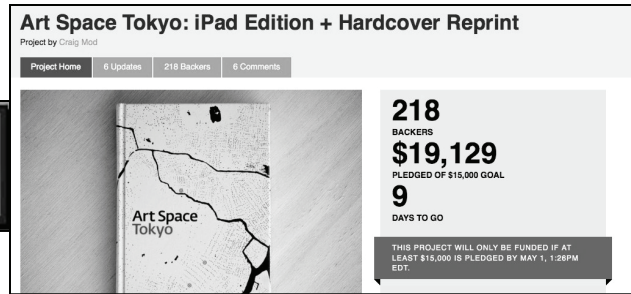 Art Space Tokyo: iPad Edition + Hardcover Reprint
Project by Craig Mod
Project Home
6 Updates
218 Backers
6 Comments
Art Space
Tokyo
218
BACKERS
$19,129
PLEDGED OF $15,000 GOAL
9
DAYS TO GO
THIS PROJECT WILL ONLY BE FUNDED IF AT
LEAST $15,000 IS PLEDGED BY MAY 1, 1:26PM
EDT.